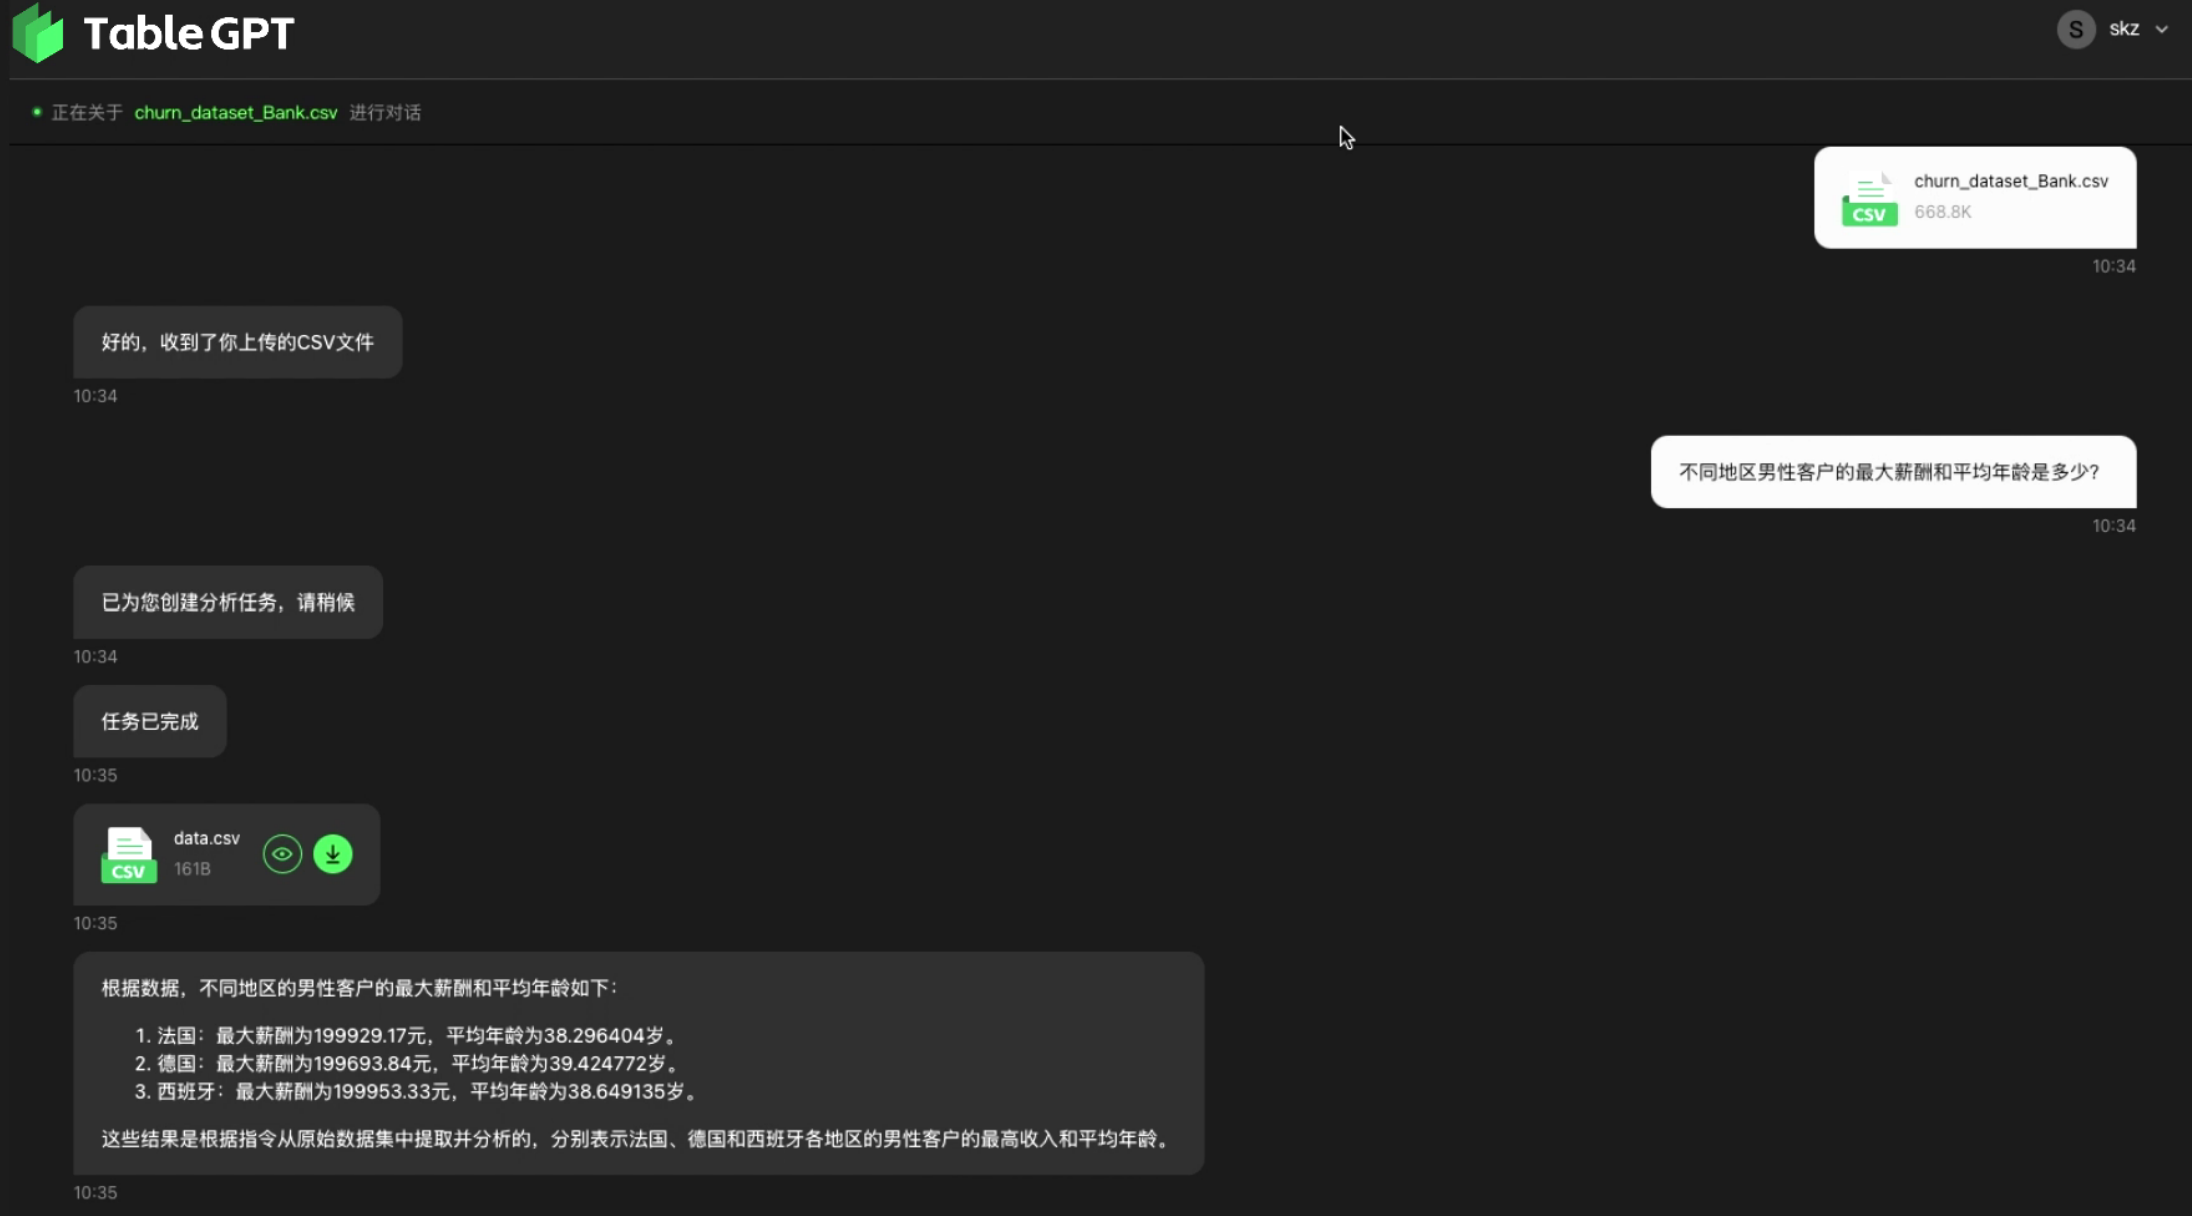 Table GPT
S skz
正在关于 churn_dataset_Bank.csv 进行对话
churn_dataset_Bank.csv
CSV
668.8K
10:34
好的，收到了你上传的CSV文件
10:34
不同地区男性客户的最大薪酬和平均年龄是多少？
10:34
已为您创建分析任务，请稍候
10:34
任务已完成
10:35
data.csv
CSV
161B
10:35
根据数据，不同地区的男性客户的最大薪酬和平均年龄如下：
1. 法国：最大薪酬为199929.17元，平均年龄为38.296404岁。
2. 德国：最大薪酬为199693.84元，平均年龄为39.424772岁。
3. 西班牙：最大薪酬为199953.33元，平均年龄为38.649135岁。
这些结果是根据指令从原始数据集中提取并分析的，分别表示法国、德国和西班牙各地区的男性客户的最高收入和平均年龄。
10:35